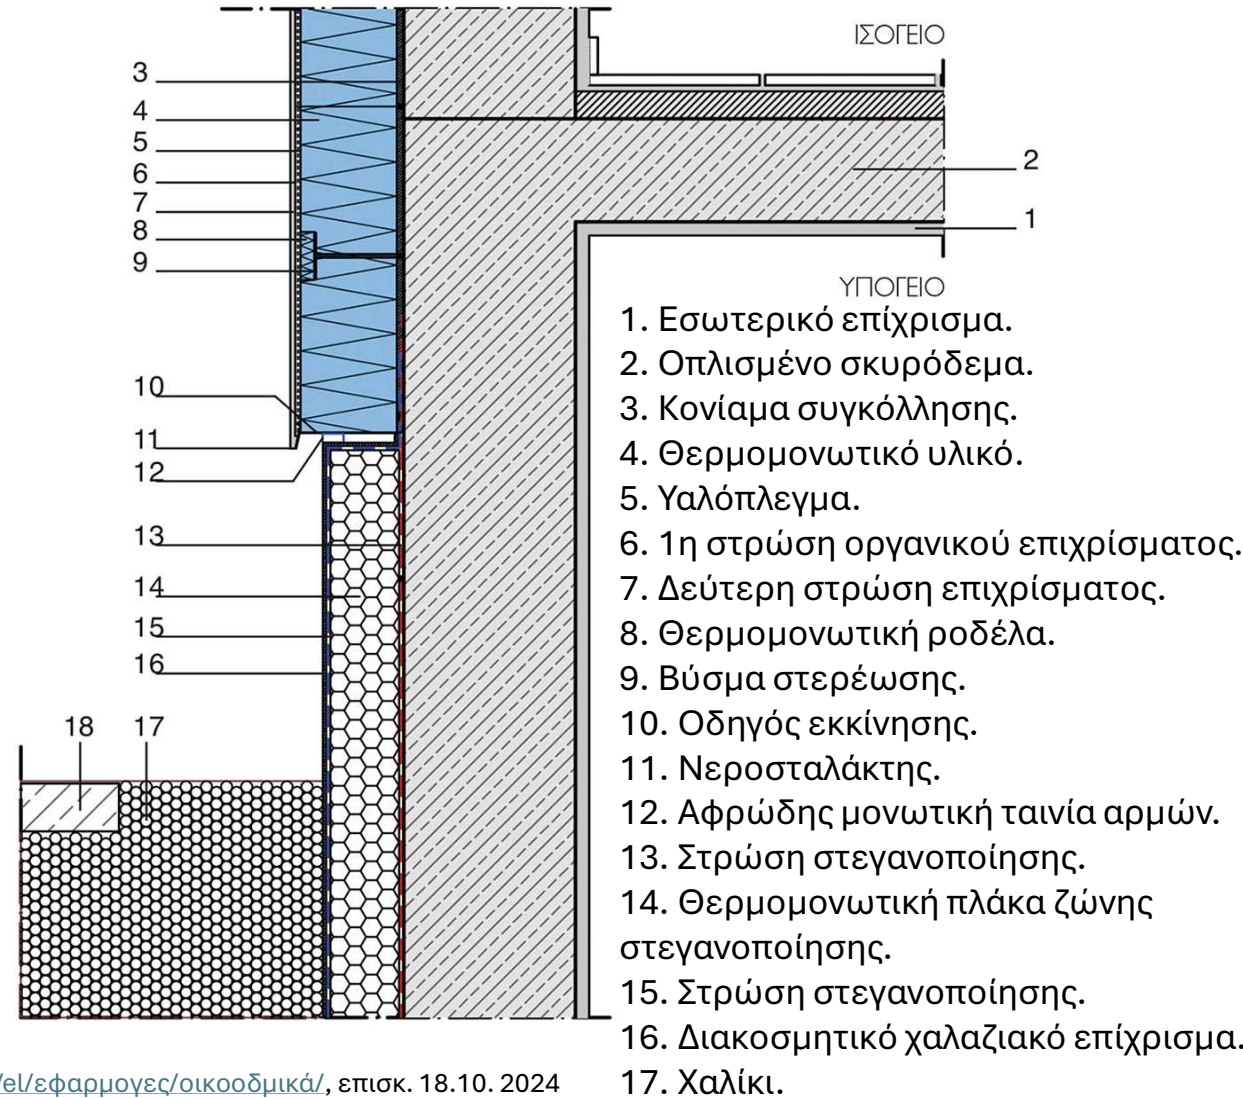 ΙΣΟΓΕΙΟ
3
4
5
6
7
8
9
2
1
ΥΠΟΓΕΙΟ
10
11
12
13
14
15
16
18 17
1. Εσωτερικό επίχρισμα.
2. Οπλισμένο σκυρόδεμα.
3. Κονίαμα συγκόλλησης.
4. Θερμομονωτικό υλικό.
5. Υαλόπλεγμα.
6. 1η στρώση οργανικού επιχρίσματος.
7. Δεύτερη στρώση επιχρίσματος.
8. Θερμομονωτική ροδέλα.
9. Βύσμα στερέωσης.
10. Οδηγός εκκίνησης.
11. Νεροσταλάκτης.
12. Αφρώδης μονωτική ταινία αρμών.
13. Στρώση στεγανοποίησης.
14. Θερμομονωτική πλάκα ζώνης
στεγανοποίησης.
15. Στρώση στεγανοποίησης.
16. Διακοσμητικό χαλαζιακό επίχρισμα.
17. Χαλίκι.
/el/εφαρμογες/οικοοδμικά/, επισκ. 18.10. 2024